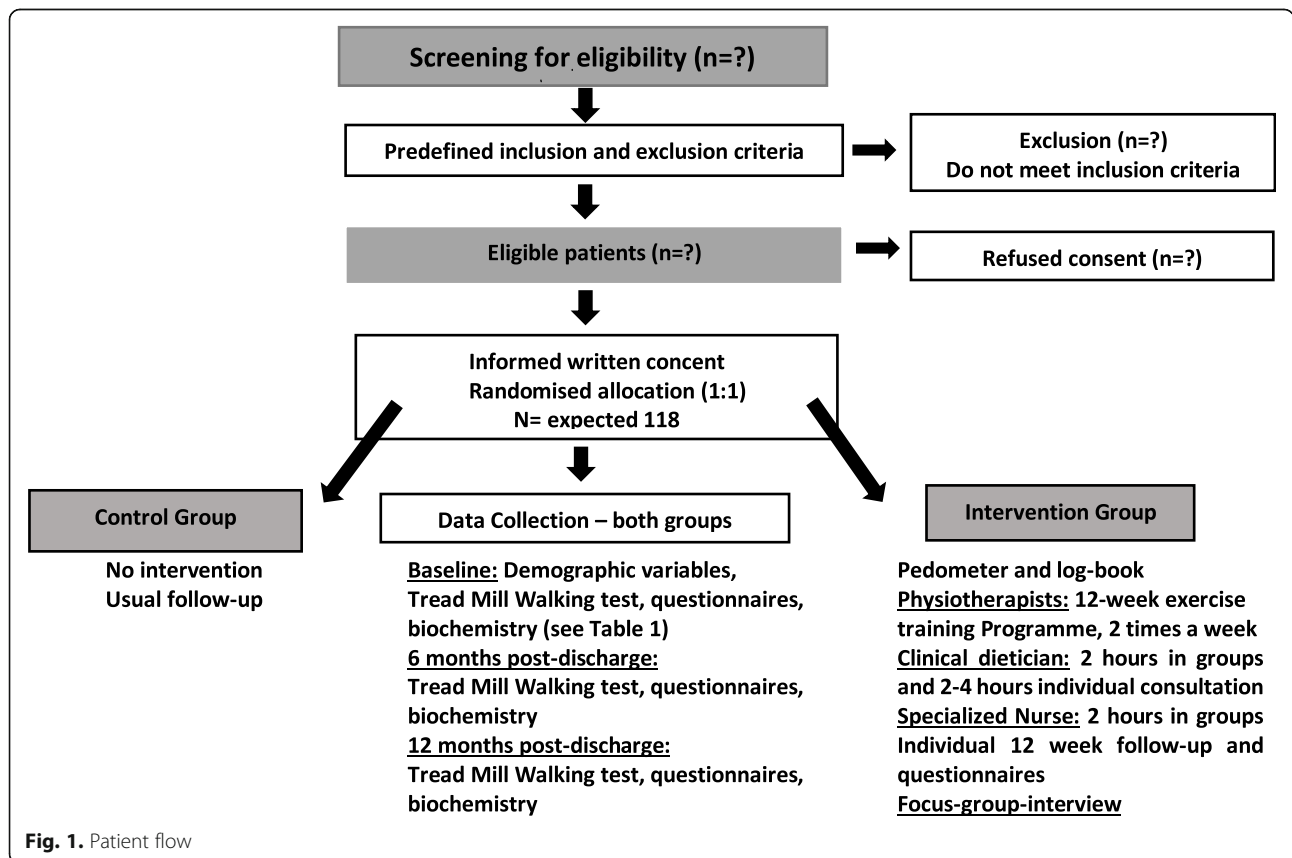 Screening for eligibility (n=?)
Predefined inclusion and exclusion criteria
Exclusion (n=?)
Do not meet inclusion criteria
Eligible patients (n=?)
Refused consent (n=?)
Informed written concent
Randomised allocation (1:1)
N= expected 118
Control Group
No intervention
Usual follow-up
Data Collection – both groups
Baseline: Demographic variables,
Tread Mill Walking test, questionnaires,
biochemistry (see Table 1)
6 months post-discharge:
Tread Mill Walking test, questionnaires,
biochemistry
12 months post-discharge:
Tread Mill Walking test, questionnaires,
biochemistry
Intervention Group
Pedometer and log-book
Physiotherapists: 12-week exercise
training Programme, 2 times a week
Clinical dietician: 2 hours in groups
and 2-4 hours individual consultation
Specialized Nurse: 2 hours in groups
Individual 12 week follow-up and
questionnaires
Focus-group-interview
Fig. 1. Patient flow